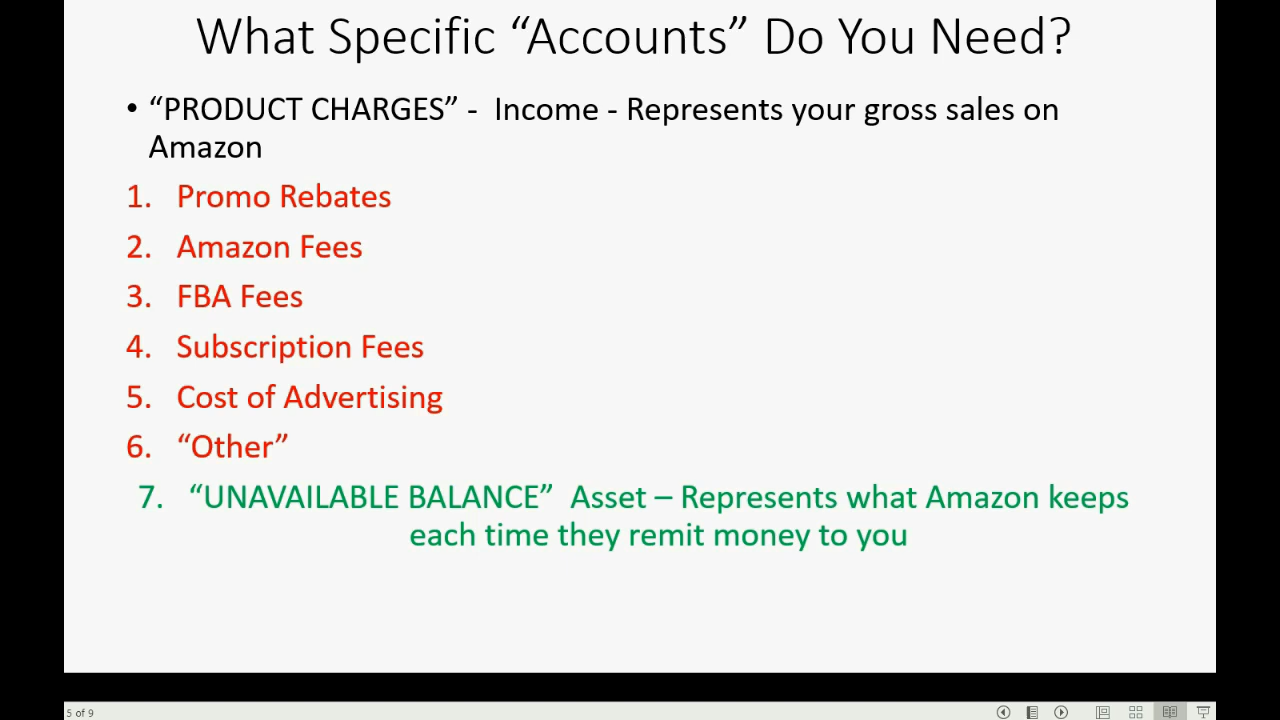 What Specific “Accounts” Do You Need?
• “PRODUCT CHARGES” - Income - Represents your gross sales on
Amazon
1. Promo Rebates
2. Amazon Fees
3. FBA Fees
4. Subscription Fees
5. Cost of Advertising
6. “Other”
7. “UNAVAILABLE BALANCE” Asset – Represents what Amazon keeps
each time they remit money to you
5 of 9